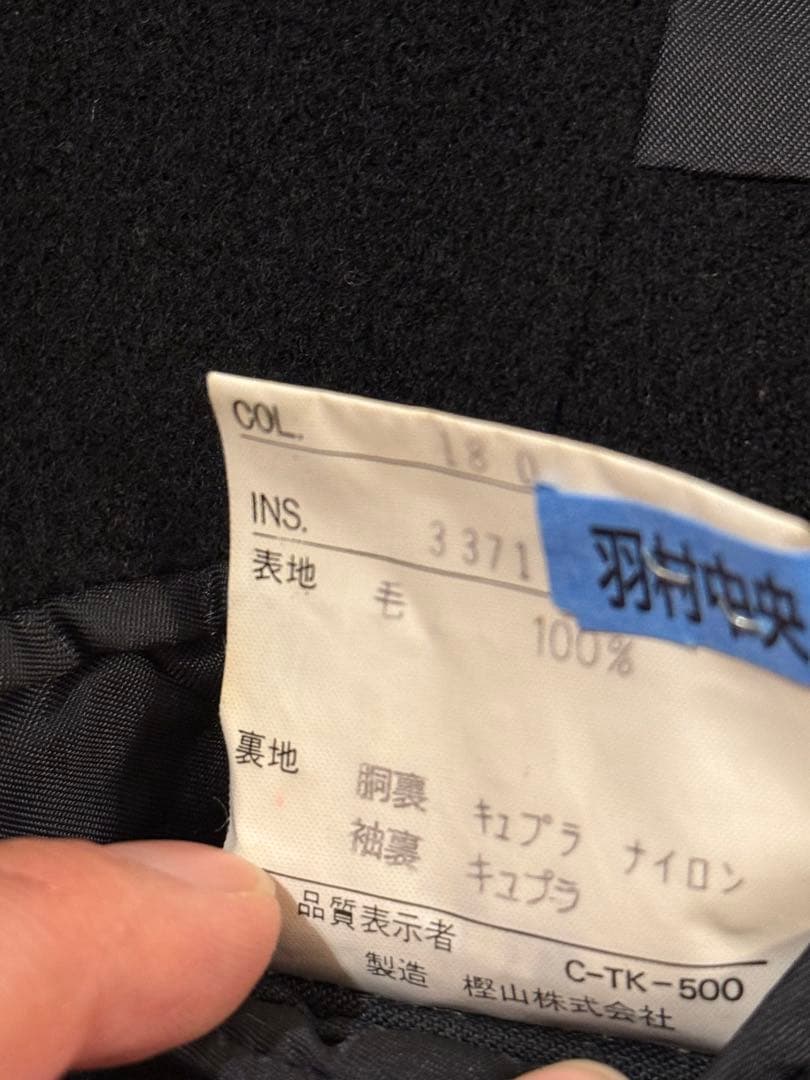 COL. 180
INS. 3371
羽村中央
表地 毛 100%
裏地 胴裏 キュプラ ナイロン
袖裏 キュプラ
品質表示者 C-TK-500
製造 樫山株式会社